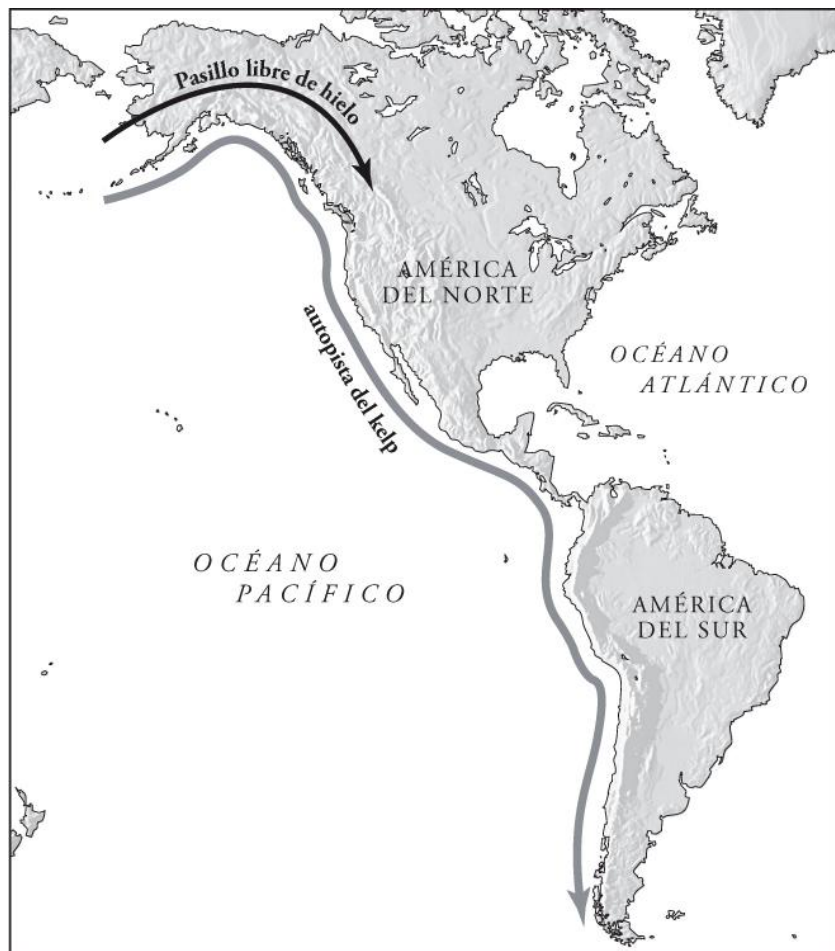 Pasillo libre de hielo
AMÉRICA
DEL NORTE
autopista del kelp
OCÉANO
ATLÁNTICO
OCÉANO
PACÍFICO
AMÉRICA
DEL SUR